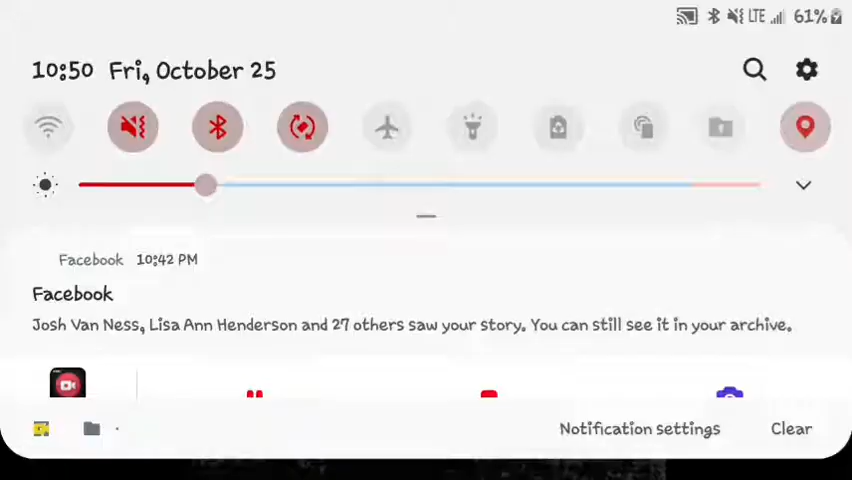 LTE 61%
10:50 Fri, October 25
Facebook 10:42 PM
Facebook
Josh Van Ness, Lisa Ann Henderson and 27 others saw your story. You can still see it in your archive.
Notification settings Clear